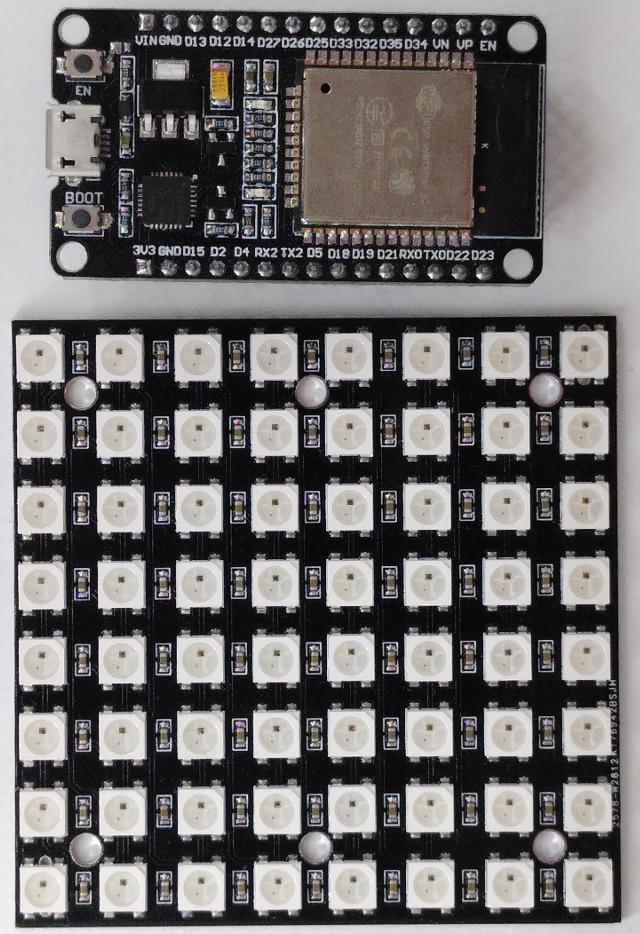 VIN GND D13 D12 D14 D27 D26 D25 D33 D32 D35 D34 VN VP EN
EN
BOOT
3V3 GND D15 D2 D4 RX2 TX2 D5 D18 D19 D21 RX0 TX0 D22 D23